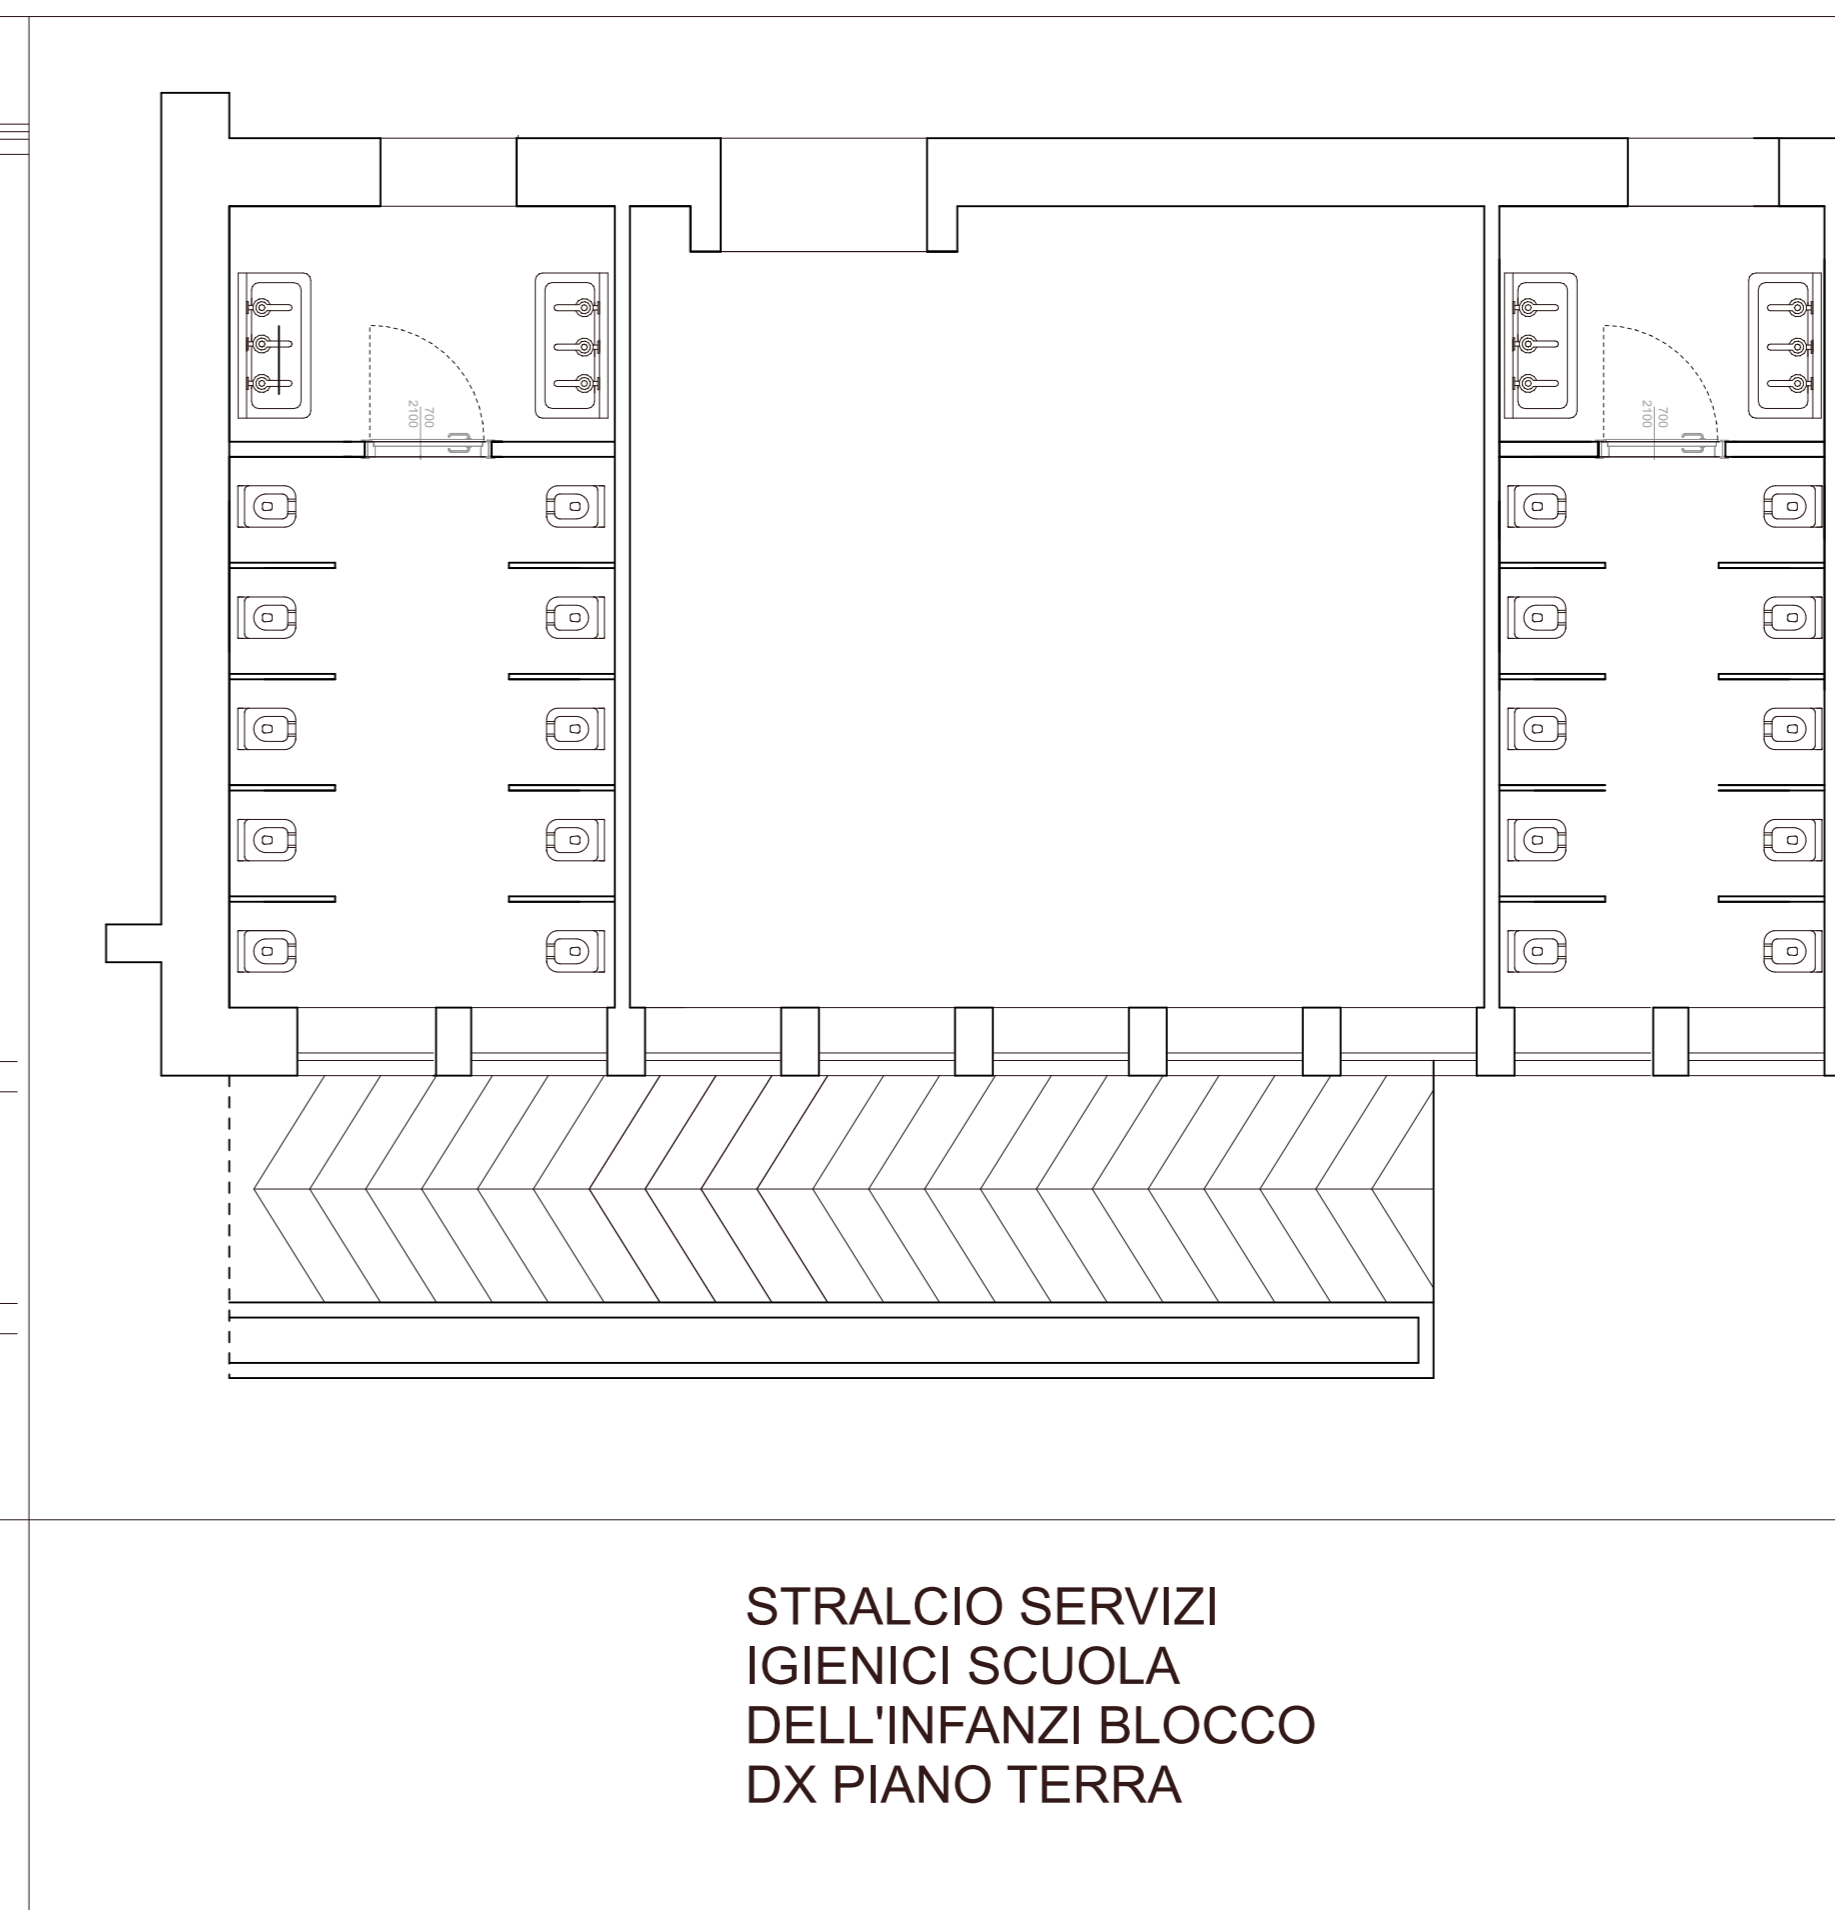 700
2100
700
2100
STRALCIO SERVIZI
IGIENICI SCUOLA
DELL'INFANZI BLOCCO
DX PIANO TERRA